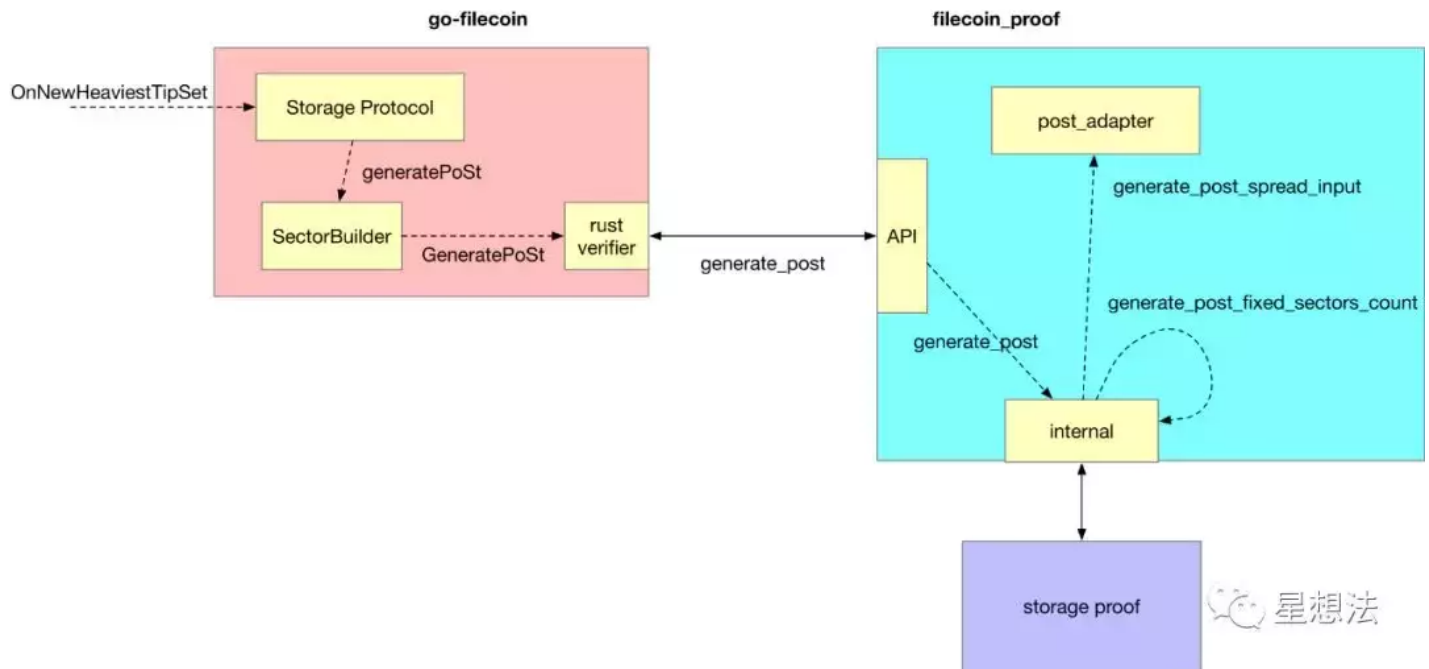 go-filecoin
filecoin_proof
OnNewHeaviestTipSet
Storage Protocol
generatePoSt
SectorBuilder
GeneratePoSt
rust
verifier
generate_post
API
post_adapter
generate_post_spread_input
generate_post_fixed_sectors_count
generate_post
internal
storage proof
星想法